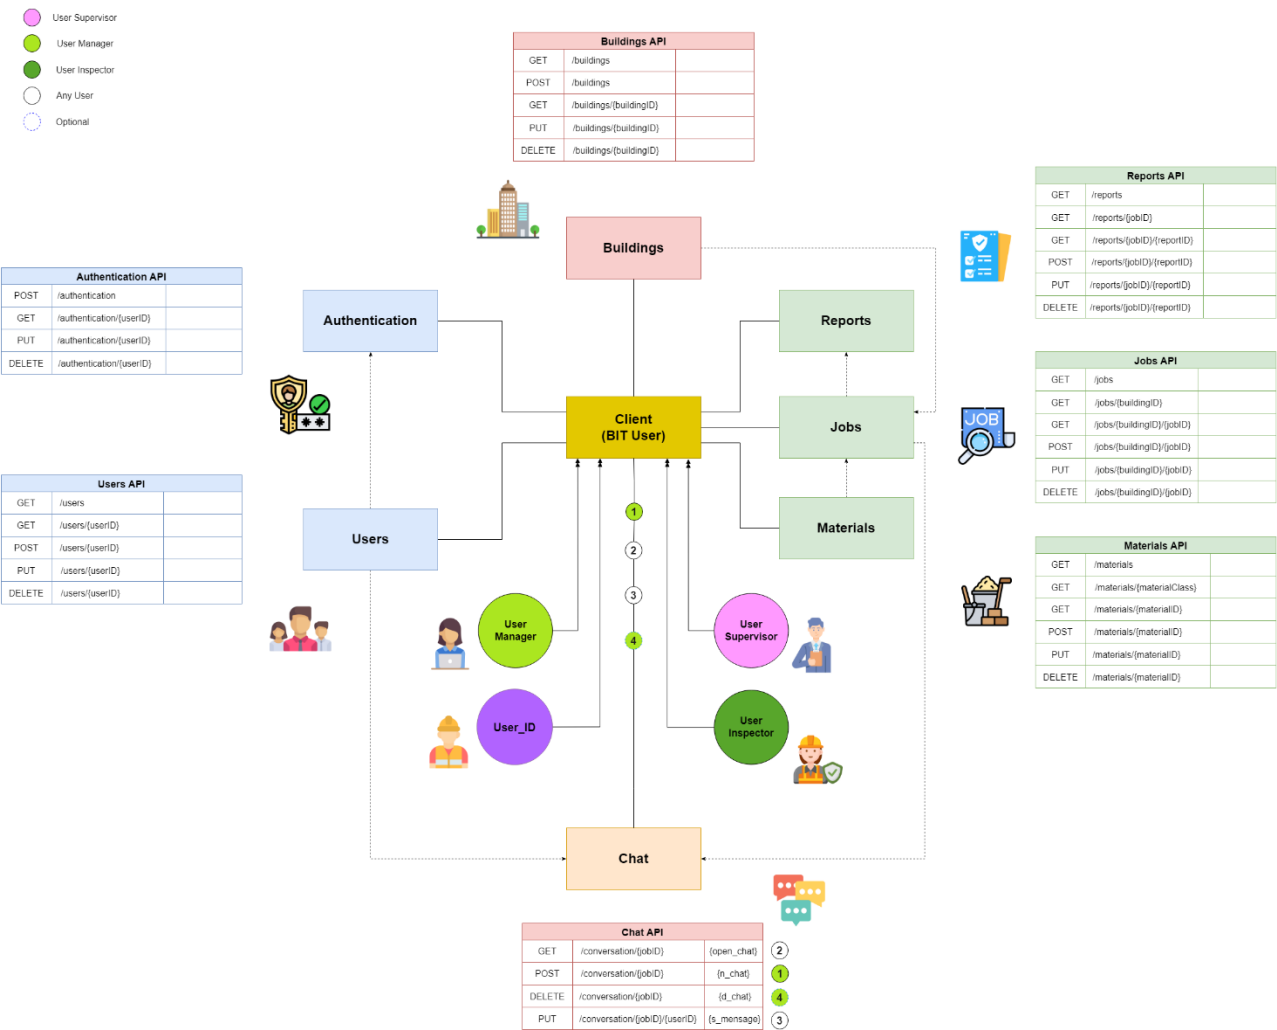 User Supervisor
User Manager
User Inspector
Any User
Optional
Buildings API
GET /buildings
POST /buildings
GET /buildings/{buildingID}
PUT /buildings/{buildingID}
DELETE /buildings/{buildingID}
Reports API
GET /reports
GET /reports/{jobID}
GET /reports/{jobID}/{reportID}
POST /reports/{jobID}/{reportID}
PUT /reports/{jobID}/{reportID}
DELETE /reports/{jobID}/{reportID}
Buildings
Authentication API
POST /authentication
GET /authentication/{userID}
PUT /authentication/{userID}
DELETE /authentication/{userID}
Authentication
Reports
Jobs API
GET /jobs
GET /jobs/{buildingID}
GET /jobs/{buildingID}/{jobID}
POST /jobs/{buildingID}/{jobID}
PUT /jobs/{buildingID}/{jobID}
DELETE /jobs/{buildingID}/{jobID}
JOB
Client
(BIT User)
Jobs
Users API
GET /users
GET /users/{userID}
POST /users/{userID}
PUT /users/{userID}
DELETE /users/{userID}
Users
Materials
Materials API
GET /materials
GET /materials/{materialClass}
GET /materials/{materialID}
POST /materials/{materialID}
PUT /materials/{materialID}
DELETE /materials/{materialID}
1
2
3
4
User
Manager
User
Supervisor
User_ID
User
Inspector
Chat
Chat API
GET /conversation/{jobID} {open_chat} 2
POST /conversation/{jobID} {n_chat} 1
DELETE /conversation/{jobID} {d_chat} 4
PUT /conversation/{jobID}/{userID} {s_mensage} 3